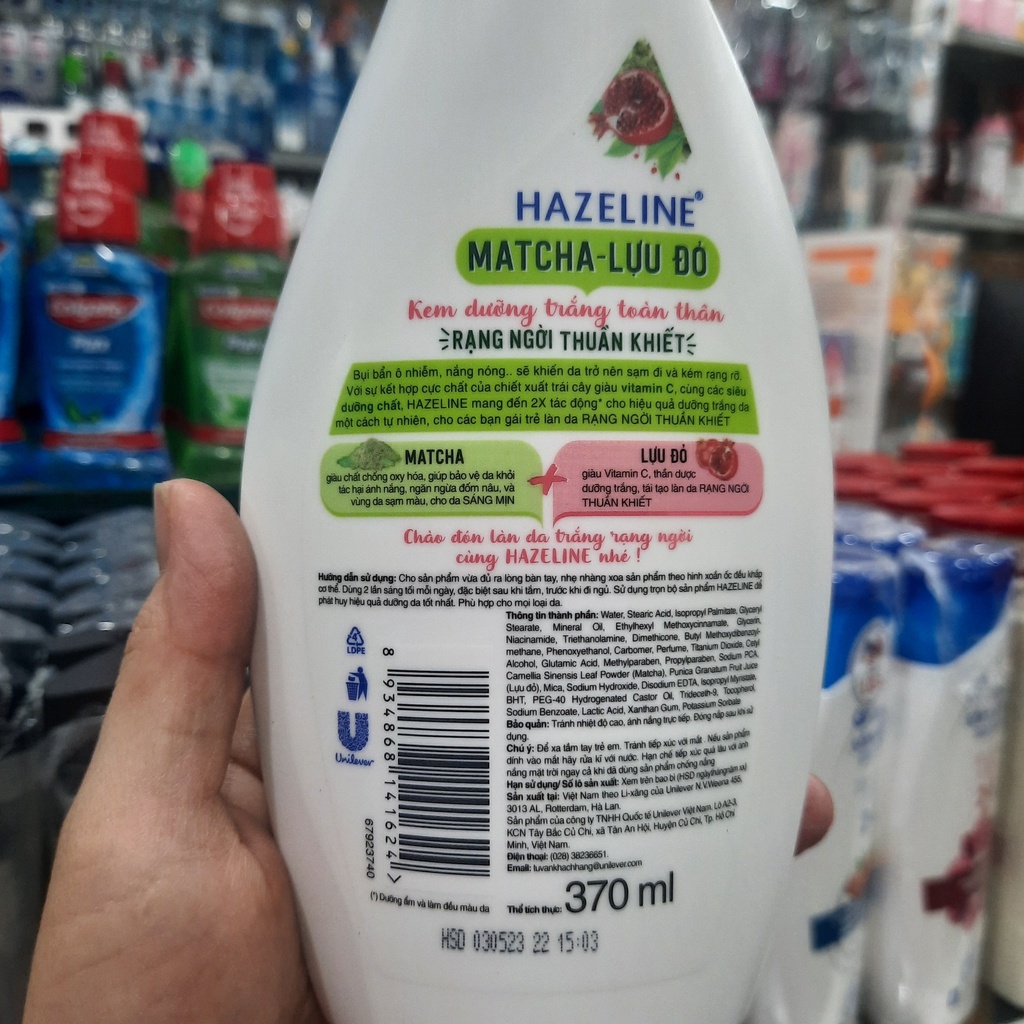 HAZELINE®
MATCHA-LỰU ĐỎ
Kem dưỡng trắng toàn thân
RẠNG NGỜI THUẦN KHIẾT
Bụi bẩn ô nhiễm, nắng nóng.. sẽ khiến da trở nên sạm đi và kém rạng rỡ.
Với sự kết hợp cực chất của chiết xuất trái cây giàu vitamin C, cùng các siêu
dưỡng chất, HAZELINE mang đến 2X tác động* cho hiệu quả dưỡng trắng da
một cách tự nhiên, cho các bạn gái trẻ làn da RẠNG NGỜI THUẦN KHIẾT
MATCHA
giàu chất chống oxy hóa, giúp bảo vệ da khỏi
tác hại ánh nắng, ngăn ngừa đốm nâu, và
vùng da sạm màu, cho da SÁNG MỊN
LỰU ĐỎ
giàu Vitamin C, thần dược
dưỡng trắng, tái tạo làn da RẠNG NGỜI
THUẦN KHIẾT
Chào đón làn da trắng rạng ngời
cùng HAZELINE nhé !
Hướng dẫn sử dụng: Cho sản phẩm vừa đủ ra lòng bàn tay, nhẹ nhàng xoa sản phẩm theo hình xoắn ốc đều khắp
cơ thể. Dùng 2 lần sáng tối mỗi ngày, đặc biệt sau khi tắm, trước khi đi ngủ. Sử dụng trọn bộ sản phẩm HAZELINE để
phát huy hiệu quả dưỡng da tốt nhất. Phù hợp cho mọi loại da.
Thông tin thành phần: Water, Stearic Acid, Isopropyl Palmitate, Glyceryl
Stearate, Mineral Oil, Ethylhexyl Methoxycinnamate, Glycerin,
Niacinamide, Triethanolamine, Dimethicone, Butyl Methoxydibenzoyl-
methane, Phenoxyethanol, Carbomer, Perfume, Titanium Dioxide, Cetyl
Alcohol, Glutamic Acid, Methylparaben, Propylparaben, Sodium PCA,
Camellia Sinensis Leaf Powder (Matcha), Punica Granatum Fruit Juice
(Lựu đỏ), Mica, Sodium Hydroxide, Disodium EDTA, Isopropyl Myristate,
BHT, PEG-40 Hydrogenated Castor Oil, Trideceth-9, Tocopherol,
Sodium Benzoate, Lactic Acid, Xanthan Gum, Potassium Sorbate
Bảo quản: Tránh nhiệt độ cao, ánh nắng trực tiếp. Đóng nắp sau khi sử
dụng.
Chú ý: Để xa tầm tay trẻ em. Tránh tiếp xúc với mắt. Nếu sản phẩm
dính vào mắt hãy rửa kĩ với nước. Hạn chế tiếp xúc quá lâu với ánh
nắng mặt trời ngay cả khi đã dùng sản phẩm chống nắng
Hạn sử dụng/ Số lô sản xuất: Xem trên bao bì (HSD ngàythángnăm xx)
Sản xuất tại: Việt Nam theo Li-xăng của Unilever N.V.Weena 455,
3013 AL, Rotterdam, Hà Lan.
Sản phẩm của công ty TNHH Quốc tế Unilever Việt Nam. Lô A2-3,
KCN Tây Bắc Củ Chi, xã Tân An Hội, Huyện Củ Chi, Tp. Hồ Chí
Minh, Việt Nam.
Điện thoại: (028) 38236651.
Email: tuvankhachhang@unilever.com
4
LDPE
Unilever
8 934868 141624 >
67923740
(*) Dưỡng ẩm và làm đều màu da
Thể tích thực: 370 ml
HSD 030523 22 15:03
Colgate
Plax
Colgate